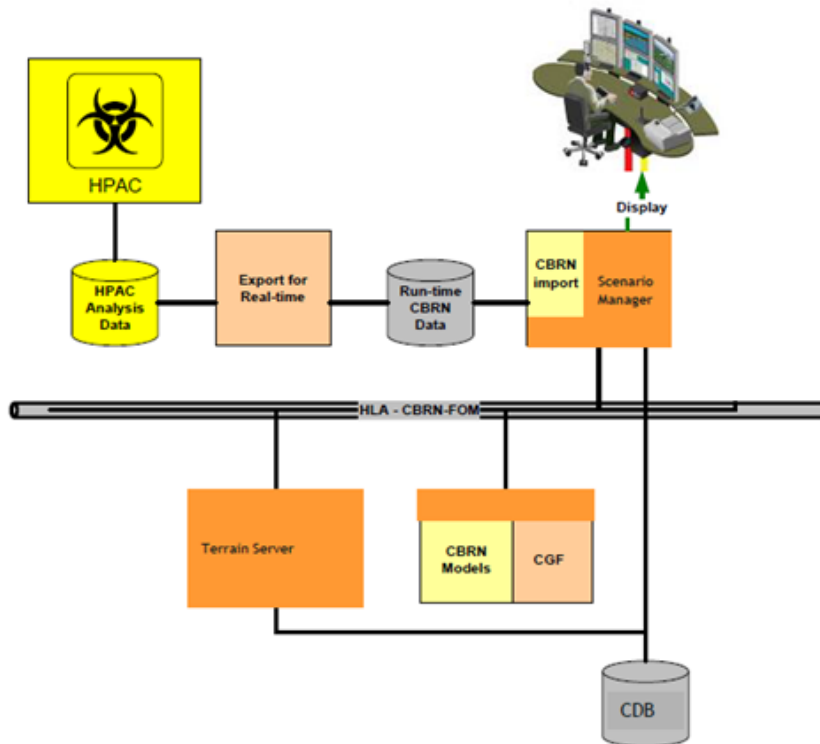 HPAC
Display
HPAC
Analysis
Data
Export for
Real-time
Run-time
CBRN
Data
CBRN
import
Scenario
Manager
HLA - CBRN-FOM
Terrain Server
CBRN
Models
CGF
CDB